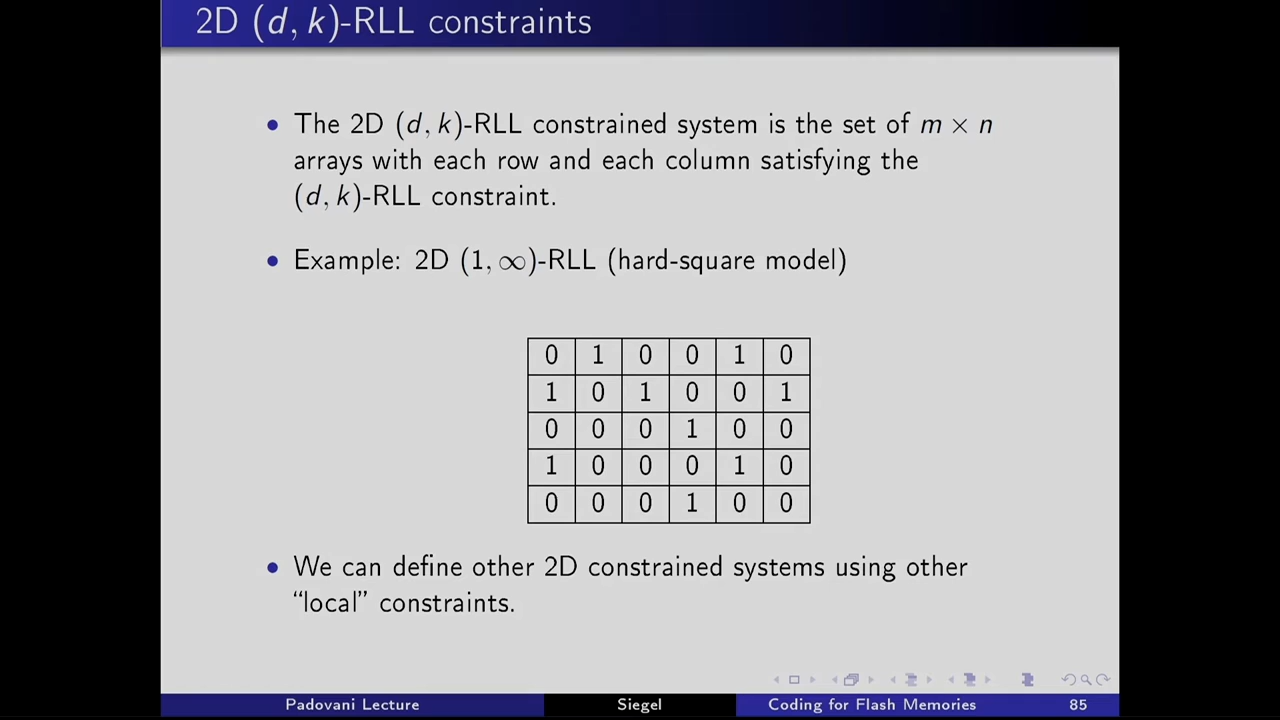 2D (d, k)-RLL constraints
• The 2D (d, k)-RLL constrained system is the set of m × n
arrays with each row and each column satisfying the
(d, k)-RLL constraint.
• Example: 2D (1, ∞)-RLL (hard-square model)
0 1 0 0 1 0
1 0 1 0 0 1
0 0 0 1 0 0
1 0 0 0 1 0
0 0 0 1 0 0
• We can define other 2D constrained systems using other
“local” constraints.
Padovani Lecture Siegel Coding for Flash Memories 85